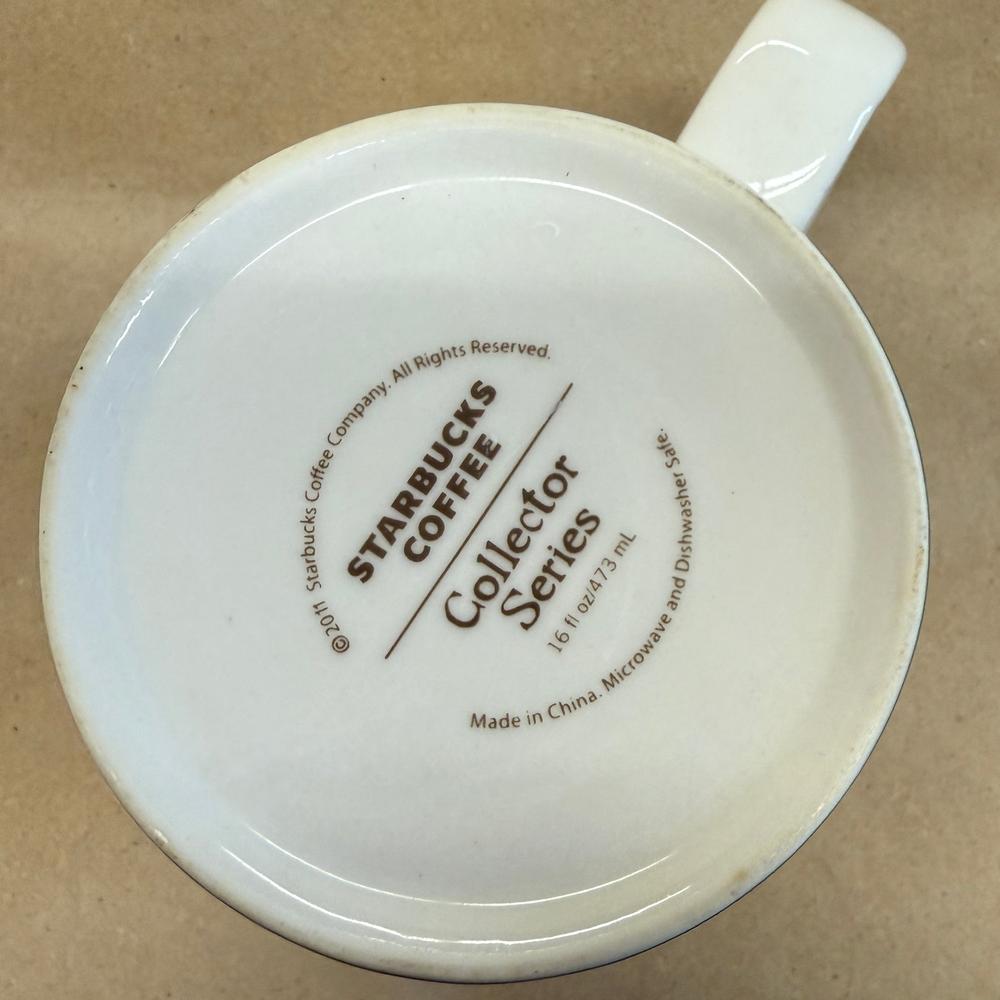 ©2011 Starbucks Coffee Company. All Rights Reserved.
STARBUCKS
COFFEE
Collector
Series
16 fl oz/473 mL
Made in China. Microwave and Dishwasher Safe.